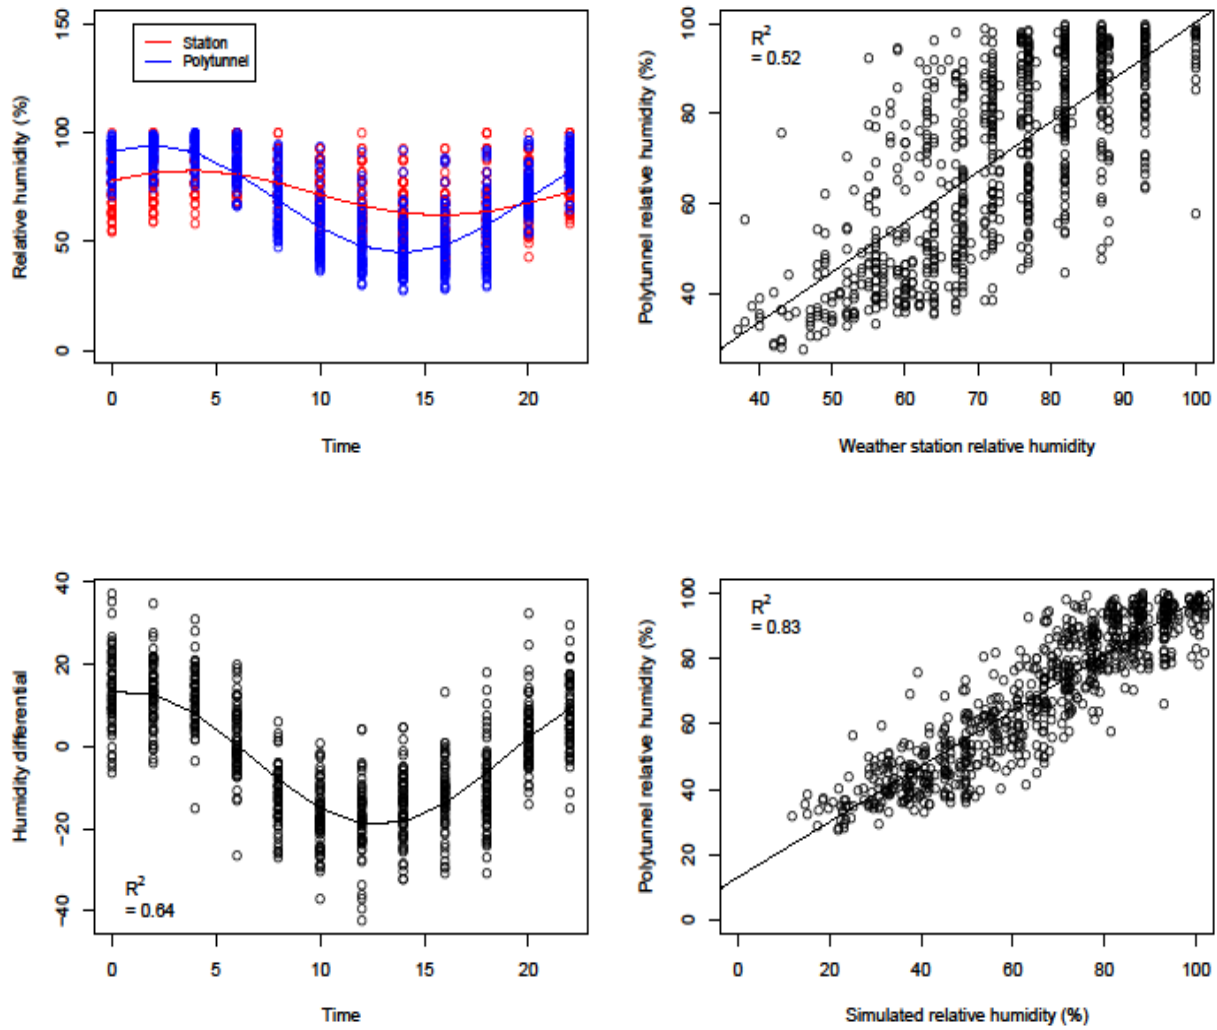 Relative humidity (%)
150
100
50
0
Station
Polytunnel
0 5 10 15 20
Time
Polytunnel relative humidity (%)
100
80
60
40
R²
= 0.52
40 50 60 70 80 90 100
Weather station relative humidity
Humidity differential
40
20
0
−20
−40
R²
= 0.64
0 5 10 15 20
Time
Polytunnel relative humidity (%)
100
80
60
40
20
0
R²
= 0.83
0 20 40 60 80 100
Simulated relative humidity (%)